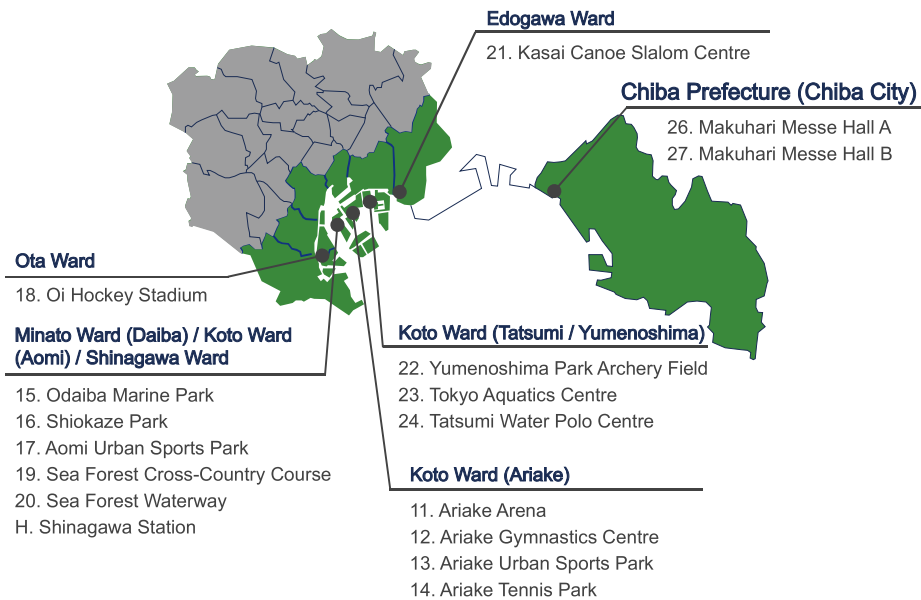 Edogawa Ward
21. Kasai Canoe Slalom Centre
Chiba Prefecture (Chiba City)
26. Makuhari Messe Hall A
27. Makuhari Messe Hall B
Ota Ward
18. Oi Hockey Stadium
Minato Ward (Daiba) / Koto Ward
(Aomi) / Shinagawa Ward
15. Odaiba Marine Park
16. Shiokaze Park
17. Aomi Urban Sports Park
19. Sea Forest Cross-Country Course
20. Sea Forest Waterway
H. Shinagawa Station
Koto Ward (Tatsumi / Yumenoshima)
22. Yumenoshima Park Archery Field
23. Tokyo Aquatics Centre
24. Tatsumi Water Polo Centre
Koto Ward (Ariake)
11. Ariake Arena
12. Ariake Gymnastics Centre
13. Ariake Urban Sports Park
14. Ariake Tennis Park